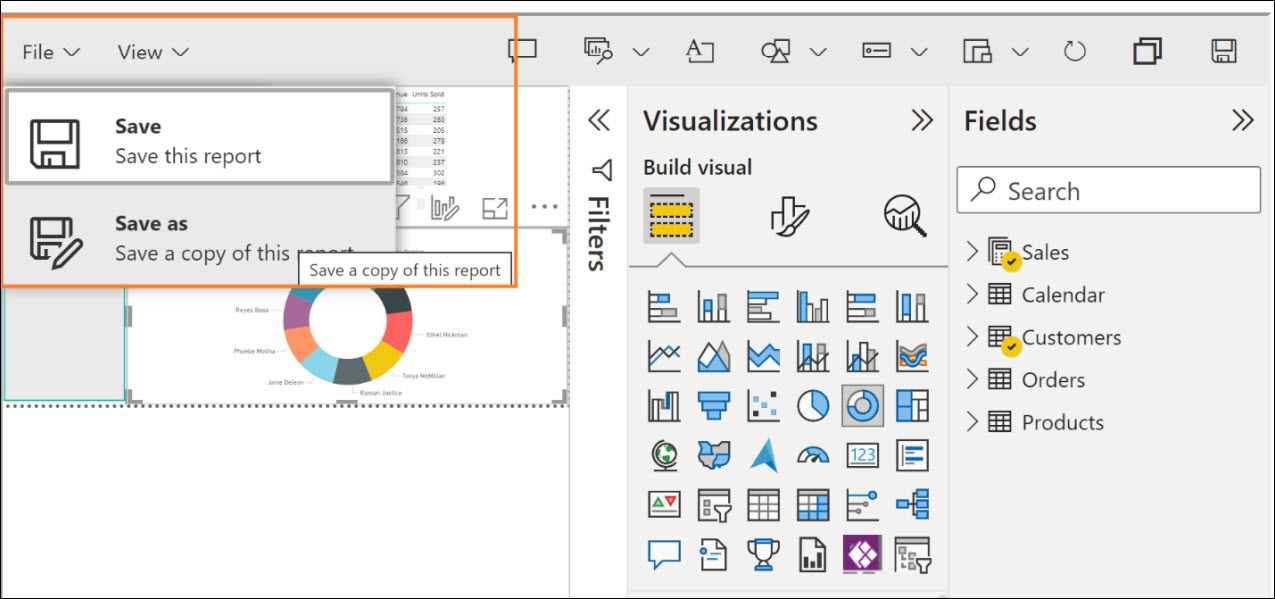 File
View
Save
Save this report
Save as
Save a copy of this report
Save a copy of this report
nue Units Sold
794 257
736 263
515 205
166 278
813 221
610 237
584 302
546 198
Reyes Bass
Phoebe Molina
Janie Deleon
Roman Justice
Tonya McMillan
Ethel Hickman
Filters
Visualizations
Build visual
123
Fields
Search
Sales
Calendar
Customers
Orders
Products